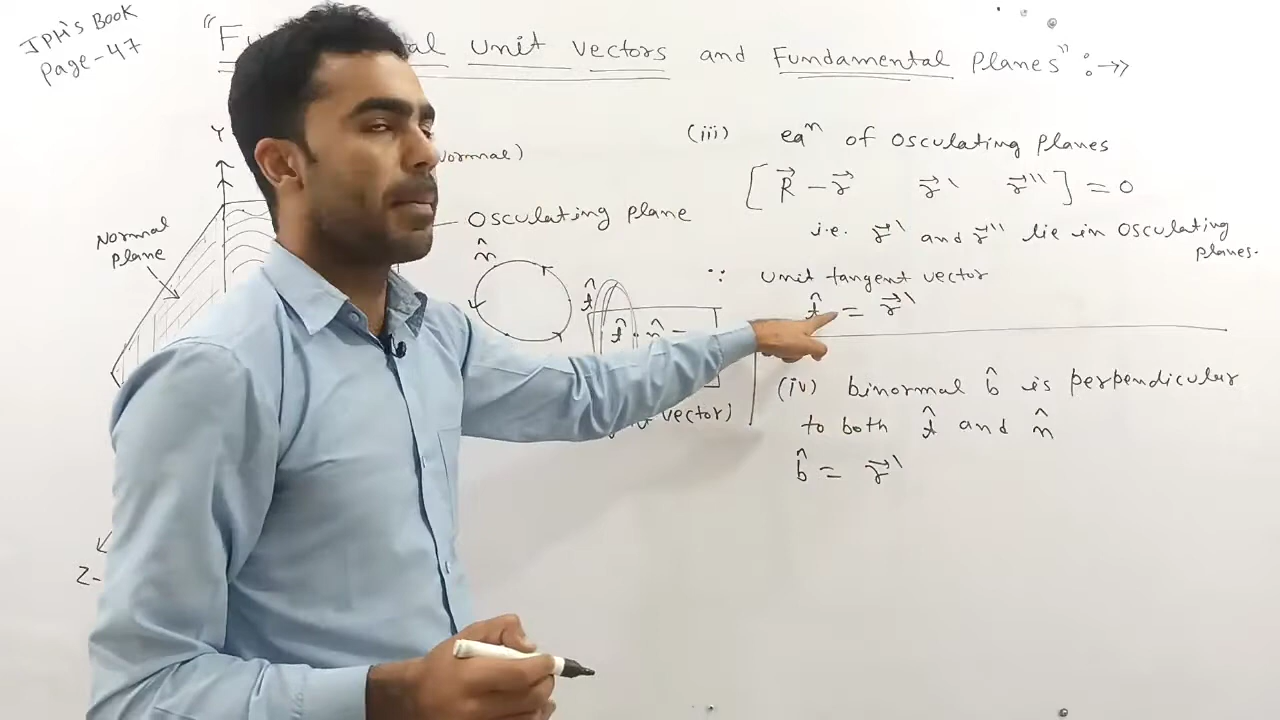 JPH's Book
Page-47
"Fu al unit vectors and Fundamental Planes" :→>
Y
ormal)
Osculating plane
Normal
plane
n̂
t̂
t̂ n̂ =
vector)
Z-
(iii) eqⁿ of Osculating planes
[ R⃗ - r⃗ r⃗' r⃗'' ] = 0
i.e. r⃗' and r⃗'' lie in Osculating
planes.
∵ unit tangent vector
t̂ = r⃗'
(iv) binormal b̂ is perpendicular
to both t̂ and n̂
b̂ = r⃗'